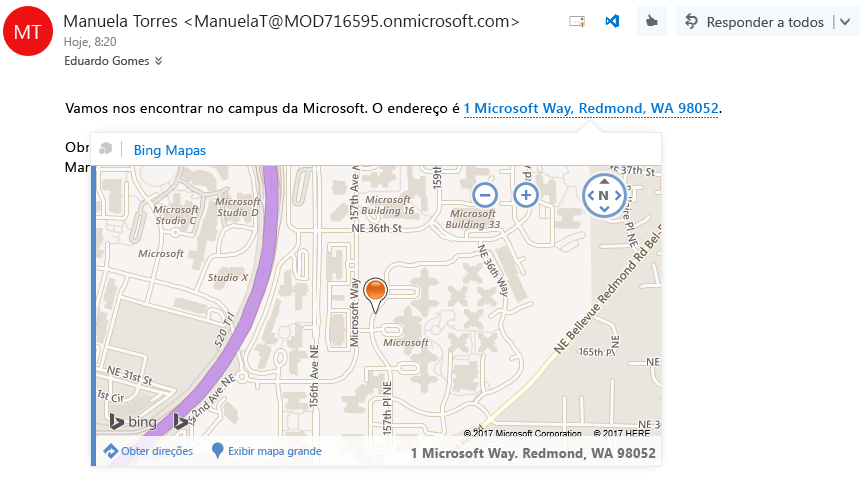 MT
Manuela Torres <ManuelaT@MOD716595.onmicrosoft.com>
Responder a todos
Hoje, 8:20
Eduardo Gomes
Vamos nos encontrar no campus da Microsoft. O endereço é 1 Microsoft Way, Redmond, WA 98052.
Obr
Mar
Bing Mapas
Microsoft Studio C
Microsoft Studio D
Microsoft
Studio X
157th Ave NE
Microsoft Building 16
159th
Microsoft Building 33
NE 37th St
N
NE 36th St
NE 36th Way
NE Bellevue Redmond Rd
Microsoft Way
Microsoft
520 Trl
NE 31st St
1st Cir
152nd Ave NE
156th Ave NE
157th Pl NE
165th P
bing
© 2017 Microsoft Corporation © 2017 HERE
Obter direções
Exibir mapa grande
1 Microsoft Way. Redmond, WA 98052